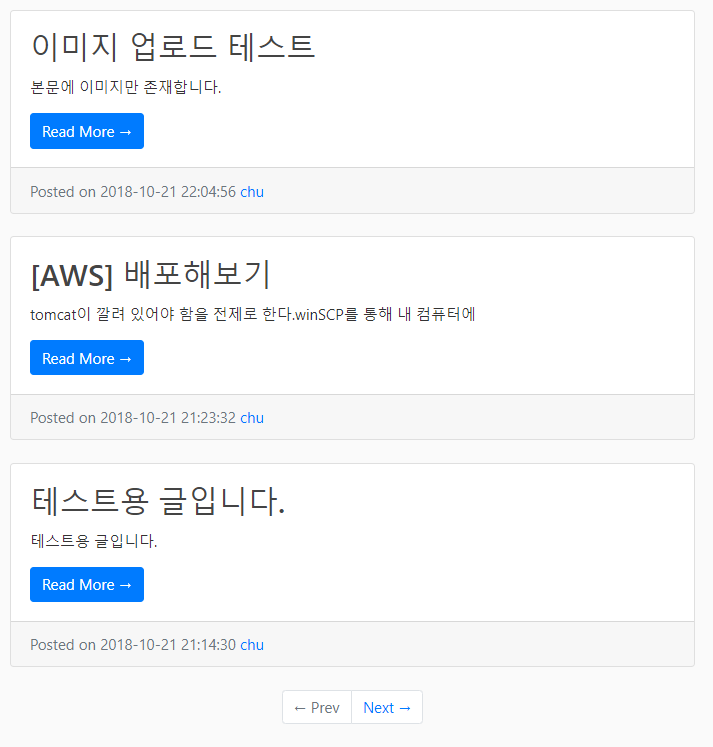 이미지 업로드 테스트
본문에 이미지만 존재합니다.
Read More →
Posted on 2018-10-21 22:04:56 chu
[AWS] 배포해보기
tomcat이 깔려 있어야 함을 전제로 한다.winSCP를 통해 내 컴퓨터에
Read More →
Posted on 2018-10-21 21:23:32 chu
테스트용 글입니다.
테스트용 글입니다.
Read More →
Posted on 2018-10-21 21:14:30 chu
← Prev Next →